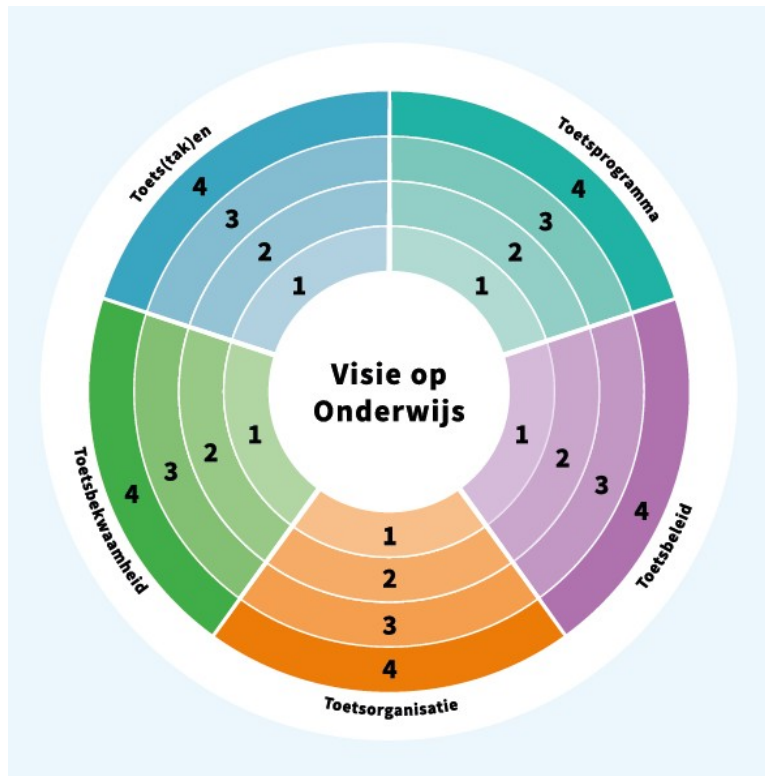 Toets(tak)en
4
3
2
1
Toetsprogramma
4
3
2
1
Visie op
Onderwijs
Toetsbekwaamheid
4
3
2
1
Toetsbeleid
1
2
3
4
Toetsorganisatie
1
2
3
4